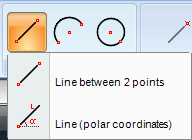 Line between 2 points
Line (polar coordinates)